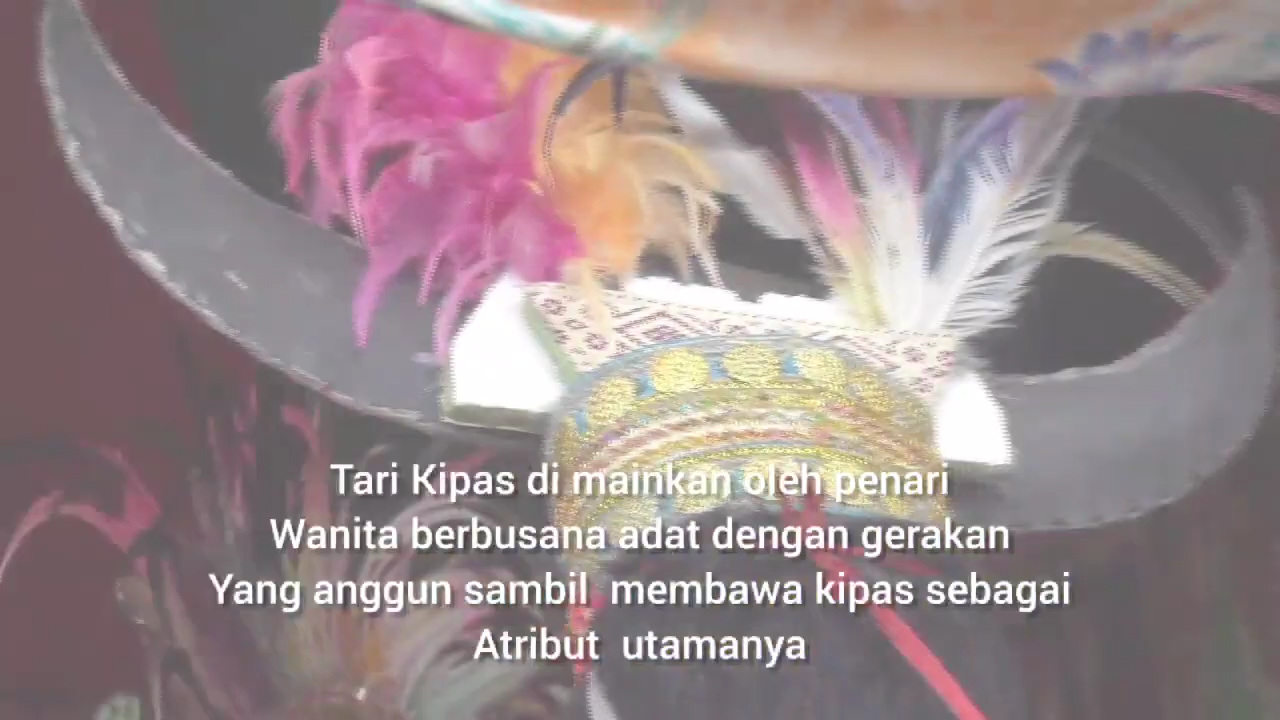 Tari Kipas di mainkan oleh penari
Wanita berbusana adat dengan gerakan
Yang anggun sambil  membawa kipas sebagai
Atribut  utamanya